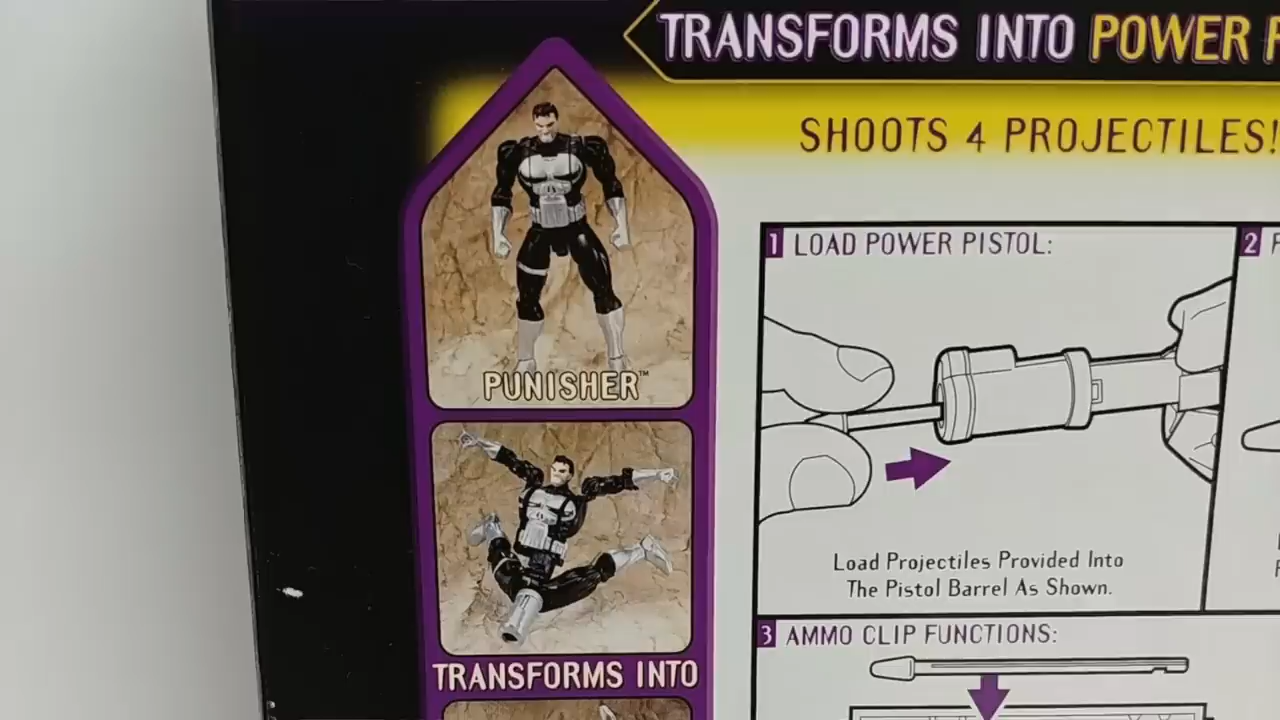 TRANSFORMS INTO POWER
SHOOTS 4 PROJECTILES!
PUNISHER™
TRANSFORMS INTO
1 LOAD POWER PISTOL:
Load Projectiles Provided Into
The Pistol Barrel As Shown.
2
3 AMMO CLIP FUNCTIONS: